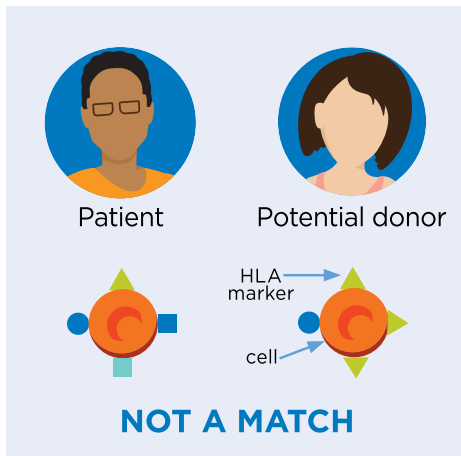 Patient
Potential donor
HLA
marker
cell
NOT A MATCH